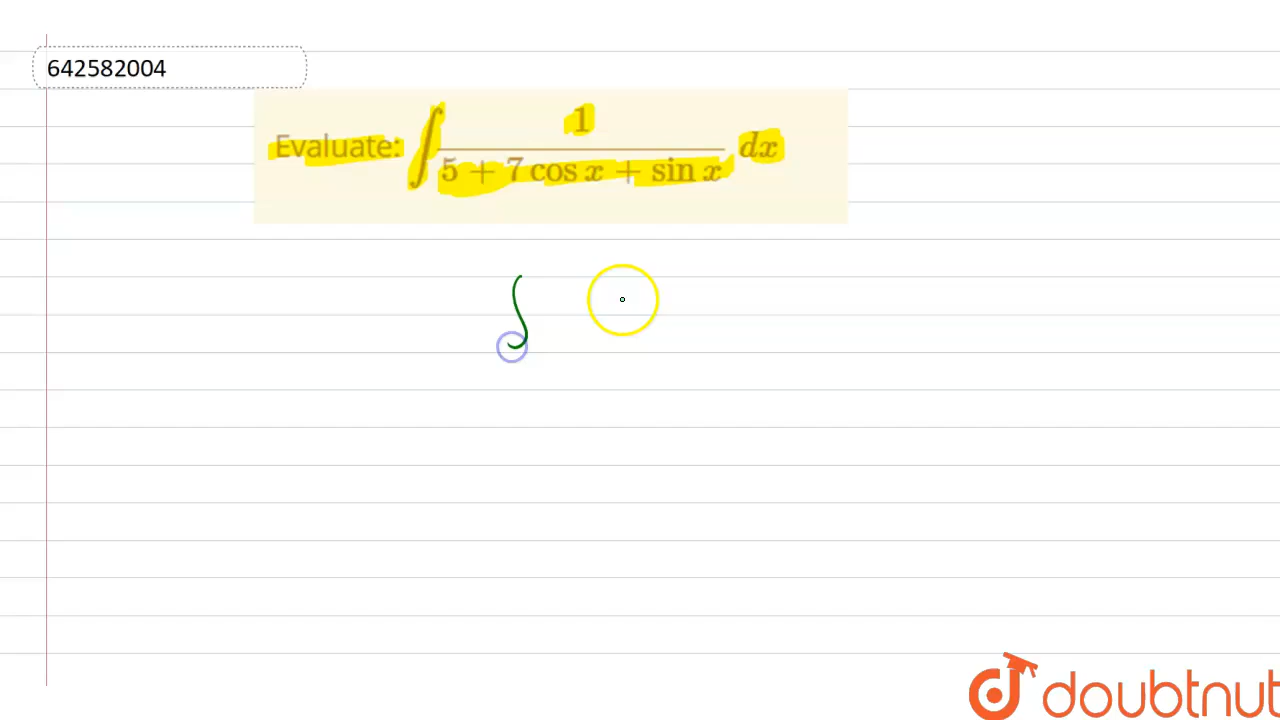 642582004
Evaluate: ∫ 1/(5 + 7 cos x + sin x) dx
∫
doubtnut